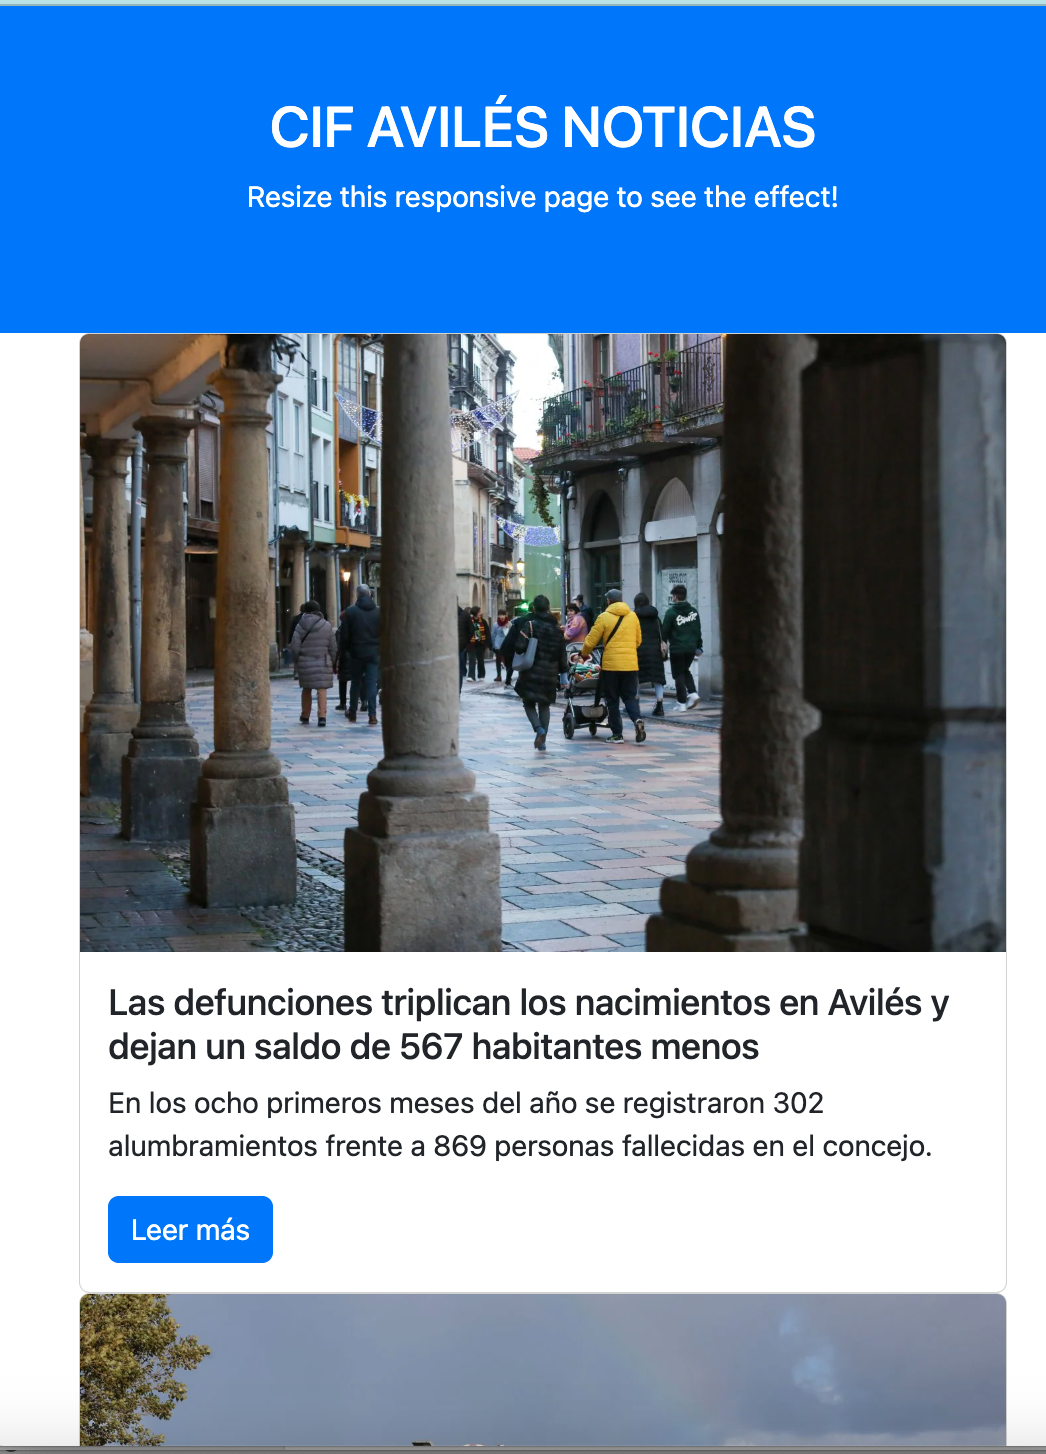 CIF AVILÉS NOTICIAS
Resize this responsive page to see the effect!
Las defunciones triplican los nacimientos en Avilés y
dejan un saldo de 567 habitantes menos
En los ocho primeros meses del año se registraron 302
alumbramientos frente a 869 personas fallecidas en el concejo.
Leer más